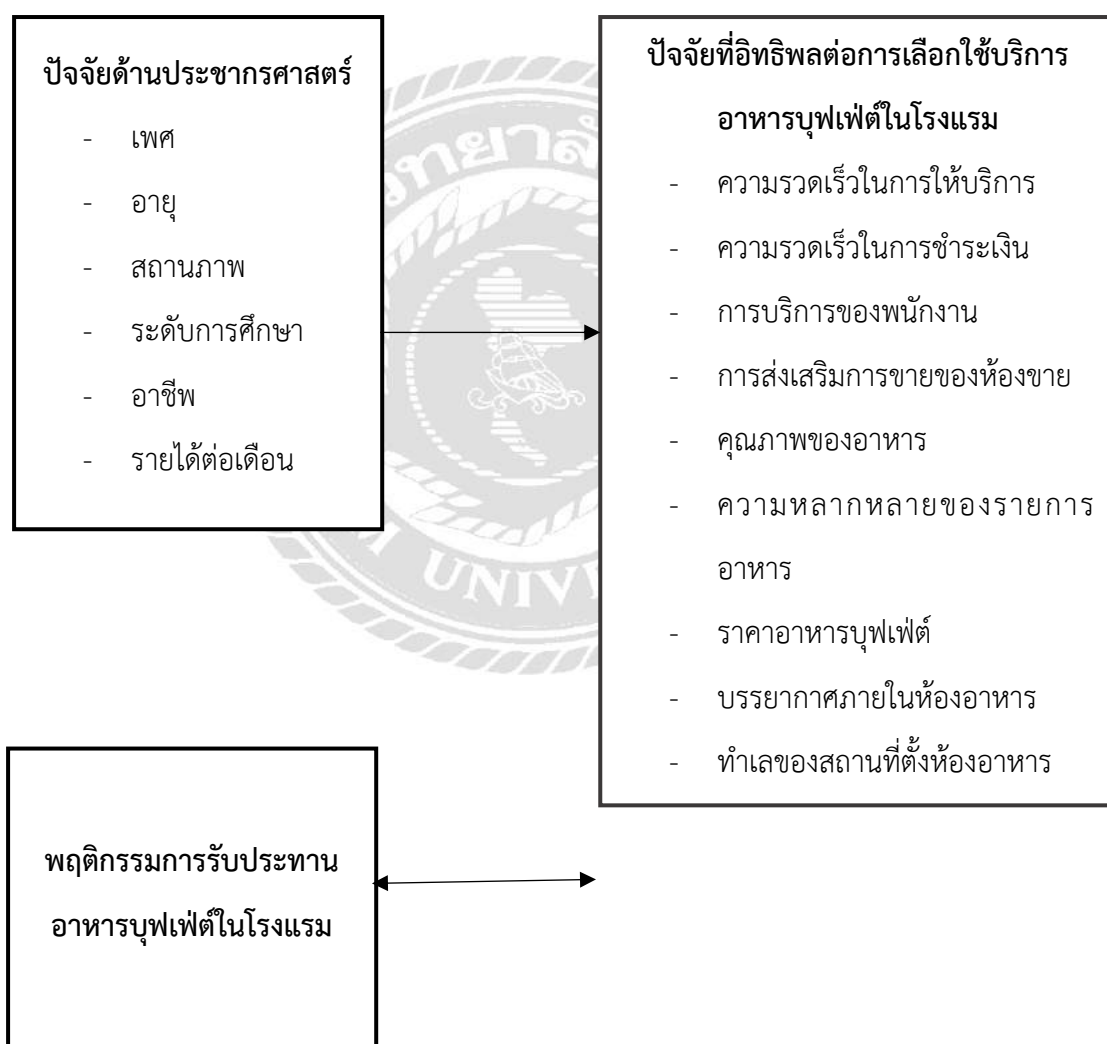 ปัจจัยด้านประชากรศาสตร์
- เพศ
- อายุ
- สถานภาพ
- ระดับการศึกษา
- อาชีพ
- รายได้ต่อเดือน
ปัจจัยที่อิทธิพลต่อการเลือกใช้บริการ
อาหารบุฟเฟ่ต์ในโรงแรม
- ความรวดเร็วในการให้บริการ
- ความรวดเร็วในการชำระเงิน
- การบริการของพนักงาน
- การส่งเสริมการขายของห้องขาย
- คุณภาพของอาหาร
- ความหลากหลายของรายการ
อาหาร
- ราคาอาหารบุฟเฟ่ต์
- บรรยากาศภายในห้องอาหาร
- ทำเลของสถานที่ตั้งห้องอาหาร
พฤติกรรมการรับประทาน
อาหารบุฟเฟ่ต์ในโรงแรม